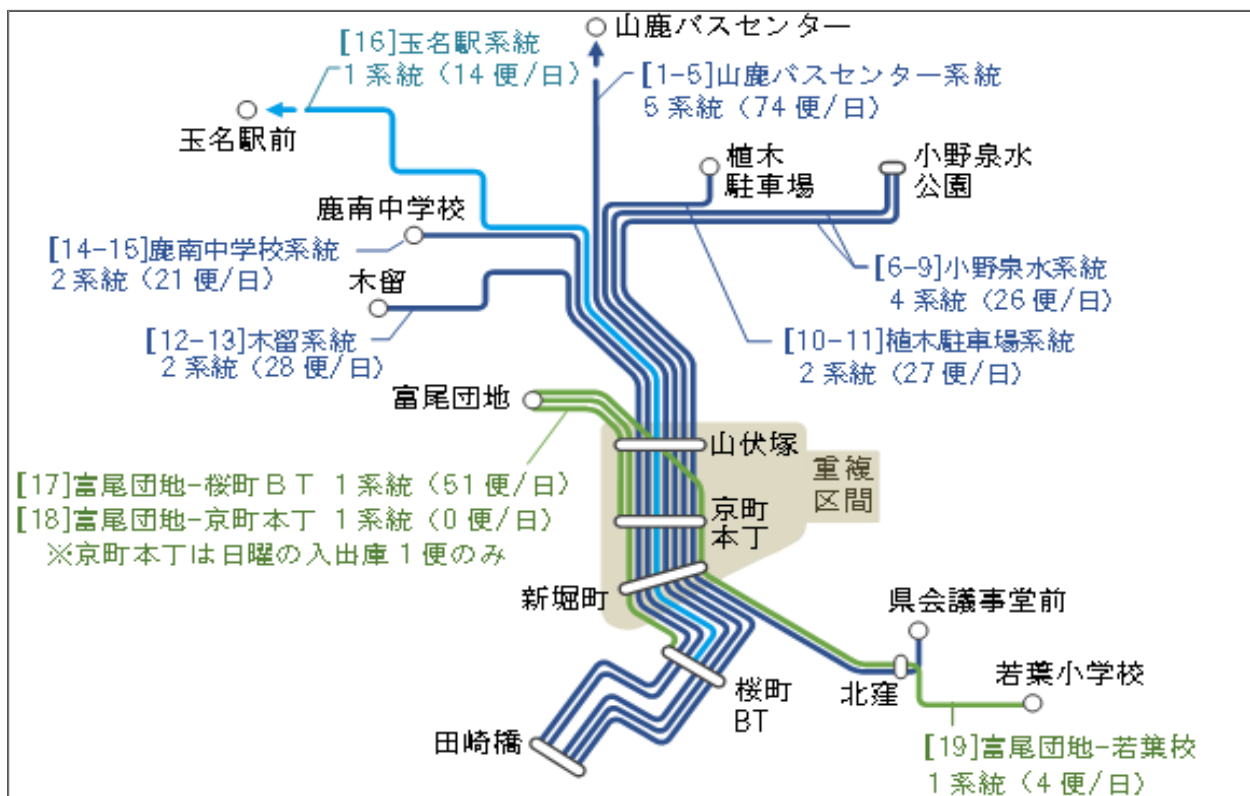 山鹿バスセンター
[16]玉名駅系統
1系統（14便/日）
[1-5]山鹿バスセンター系統
5系統（74便/日）
玉名駅前
植木
駐車場
小野泉水
公園
鹿南中学校
[14-15]鹿南中学校系統
2系統（21便/日）
木留
[6-9]小野泉水系統
4系統（26便/日）
[12-13]木留系統
2系統（28便/日）
[10-11]植木駐車場系統
2系統（27便/日）
富尾団地
山伏塚
重複
区間
[17]富尾団地-桜町ＢＴ 1系統（51便/日）
[18]富尾団地-京町本丁 1系統（0便/日）
※京町本丁は日曜の入出庫1便のみ
京町
本丁
新堀町
県会議事堂前
北窪
若葉小学校
桜町
BT
田崎橋
[19]富尾団地-若葉校
1系統（4便/日）